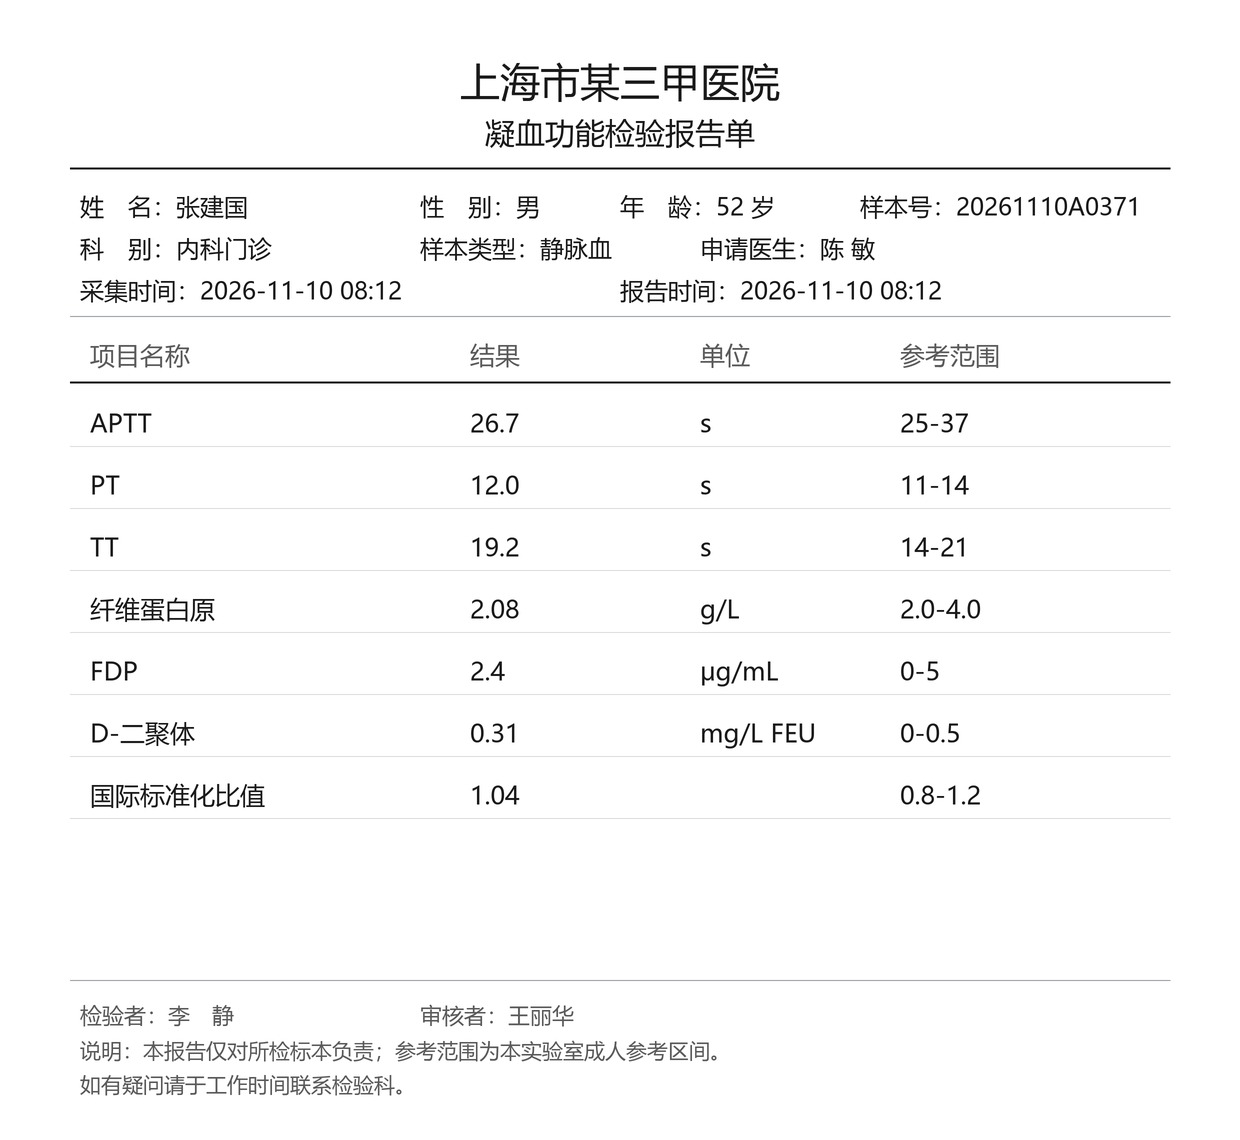 上海市某三甲医院
凝血功能检验报告单
姓 名：张建国 性 别：男 年 龄：52 岁 样本号：20261110A0371
科 别：内科门诊 样本类型：静脉血 申请医生：陈 敏
采集时间：2026-11-10 08:12 报告时间：2026-11-10 08:12
项目名称 结果 单位 参考范围
APTT 26.7 s 25-37
PT 12.0 s 11-14
TT 19.2 s 14-21
纤维蛋白原 2.08 g/L 2.0-4.0
FDP 2.4 μg/mL 0-5
D-二聚体 0.31 mg/L FEU 0-0.5
国际标准化比值 1.04 0.8-1.2
检验者：李 静 审核者：王丽华
说明：本报告仅对所检标本负责；参考范围为本实验室成人参考区间。
如有疑问请于工作时间联系检验科。